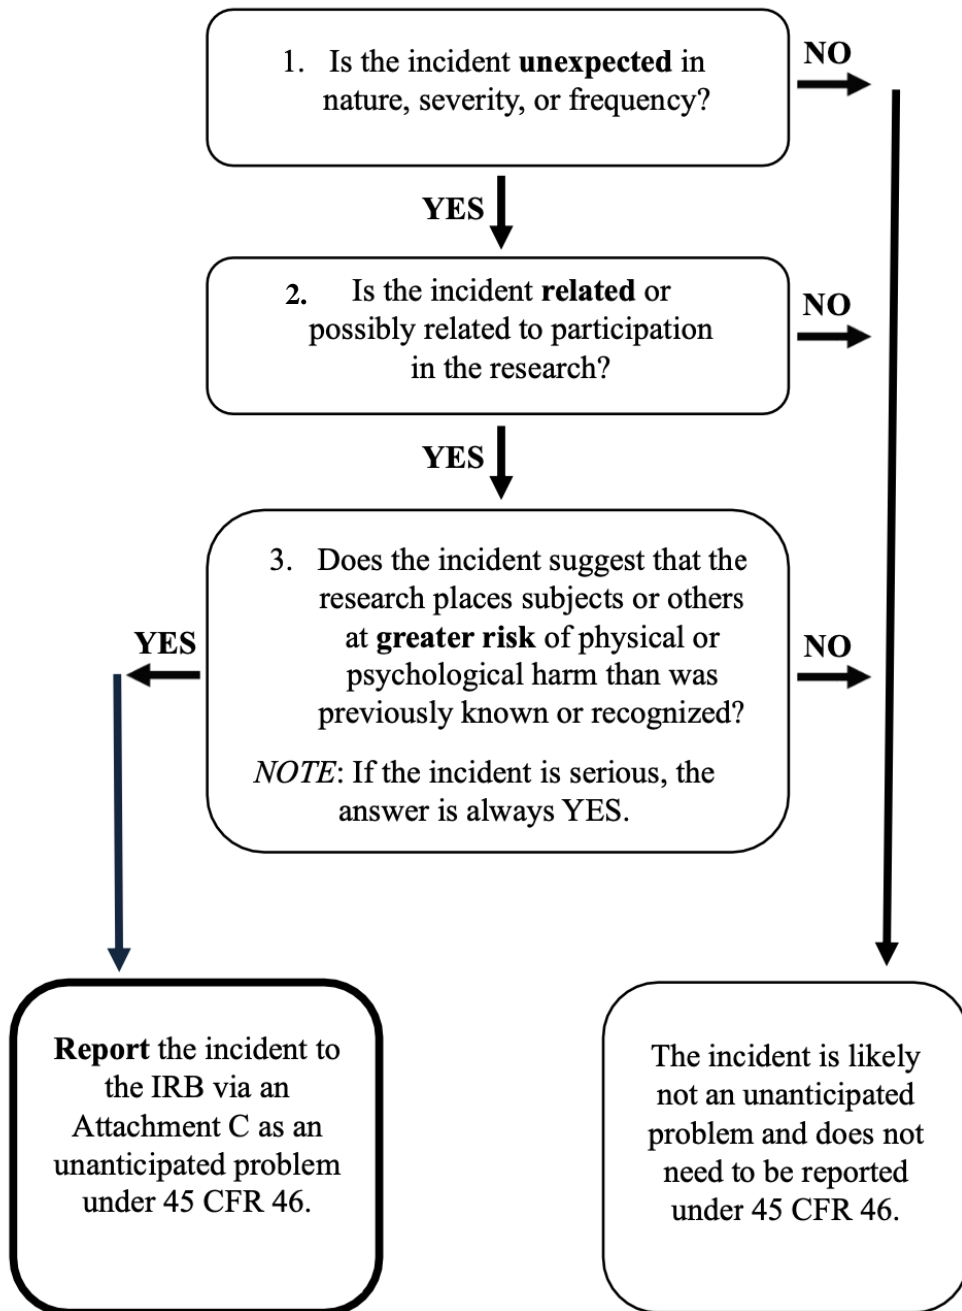 1. Is the incident unexpected in
nature, severity, or frequency?
NO
YES
2. Is the incident related or
possibly related to participation
in the research?
NO
YES
3. Does the incident suggest that the
research places subjects or others
at greater risk of physical or
psychological harm than was
previously known or recognized?
NOTE: If the incident is serious, the
answer is always YES.
YES
NO
Report the incident to
the IRB via an
Attachment C as an
unanticipated problem
under 45 CFR 46.
The incident is likely
not an unanticipated
problem and does not
need to be reported
under 45 CFR 46.